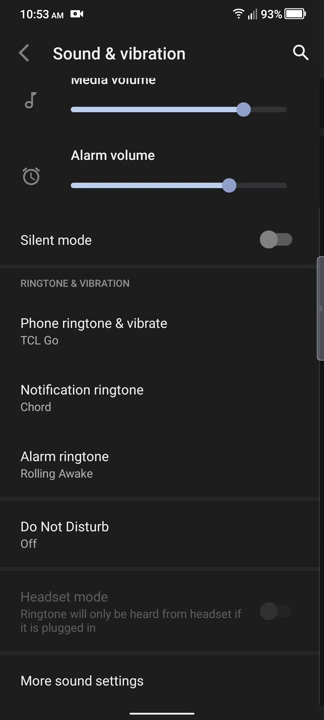 10:53 AM
93%
Sound & vibration
Media volume
Alarm volume
Silent mode
RINGTONE & VIBRATION
Phone ringtone & vibrate
TCL Go
Notification ringtone
Chord
Alarm ringtone
Rolling Awake
Do Not Disturb
Off
Headset mode
Ringtone will only be heard from headset if
it is plugged in
More sound settings